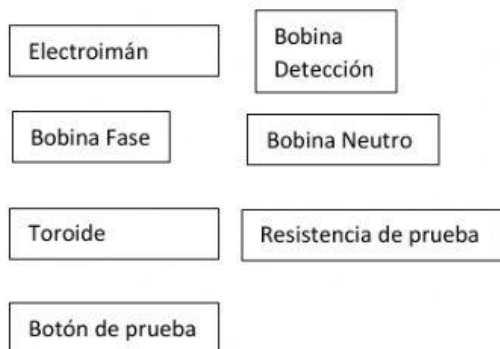 Electroimán
Bobina
Detección
Bobina Fase
Bobina Neutro
Toroide
Resistencia de prueba
Botón de prueba